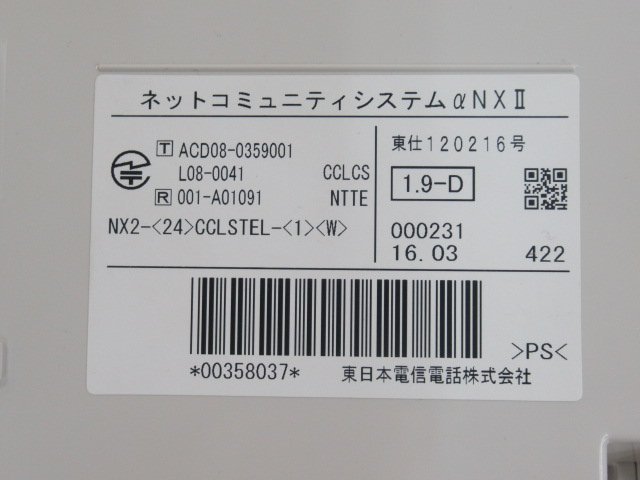 ネットコミュニティシステムαNXⅡ
T ACD08-0359001
L08-0041 CCLCS
R 001-A01091 NTTE
NX2-<24>CCLSTEL-<1><W>
東仕120216号
1.9-D
000231
16.03 422
*00358037*
>PS<
東日本電信電話株式会社